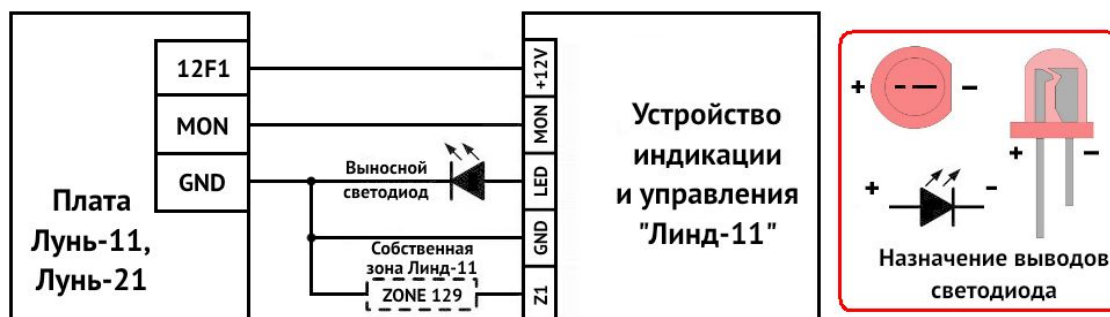 Плата
Лунь-11,
Лунь-21
12F1
MON
GND
Выносной
светодиод
Собственная
зона Линд-11
ZONE 129
+12V
MON
LED
GND
Z1
Устройство
индикации
и управления
"Линд-11"
+ -
+ -
+ -
Назначение выводов
светодиода